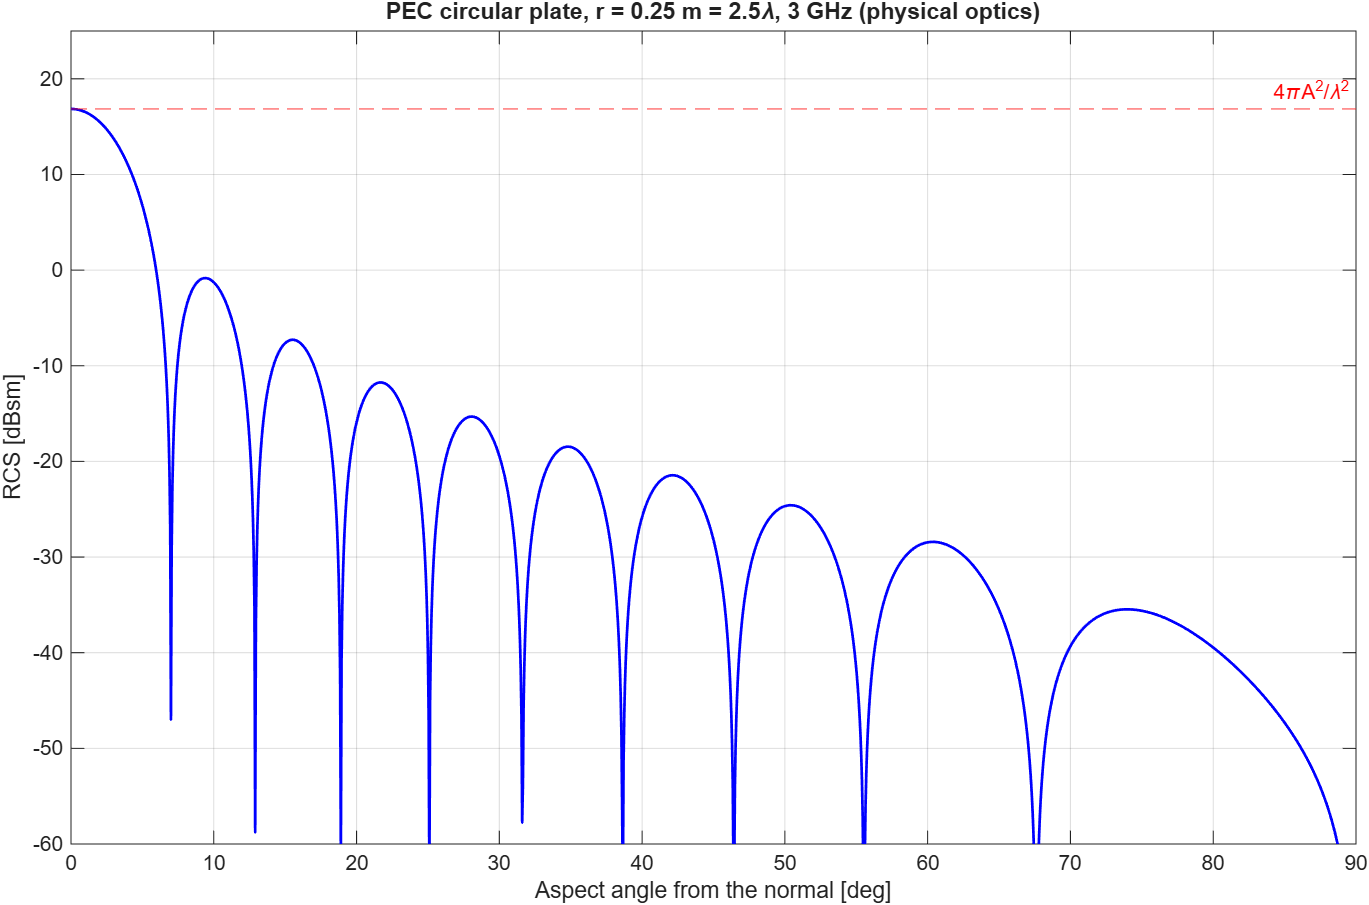 PEC circular plate, r = 0.25 m = 2.5λ, 3 GHz (physical optics)
4πA²/λ²
RCS [dBsm]
20
10
0
-10
-20
-30
-40
-50
-60
0 10 20 30 40 50 60 70 80 90
Aspect angle from the normal [deg]